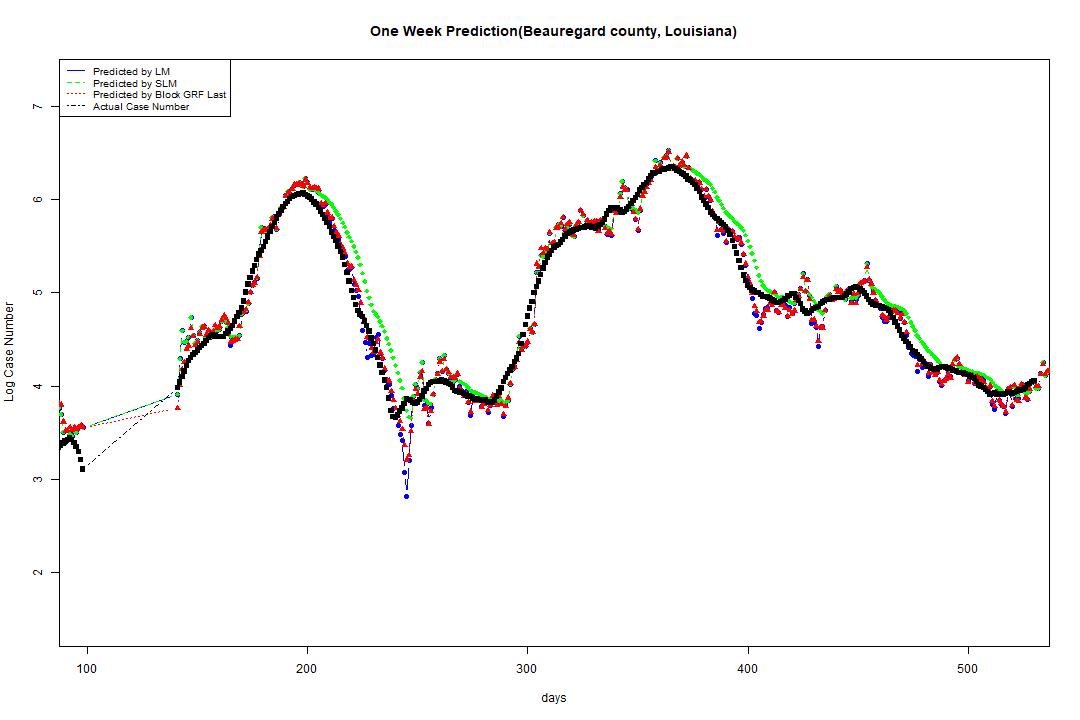 One Week Prediction(Beauregard county, Louisiana)
Predicted by LM
Predicted by SLM
Predicted by Block GRF Last
Actual Case Number
7
6
5
4
3
2
Log Case Number
100 200 300 400 500
days